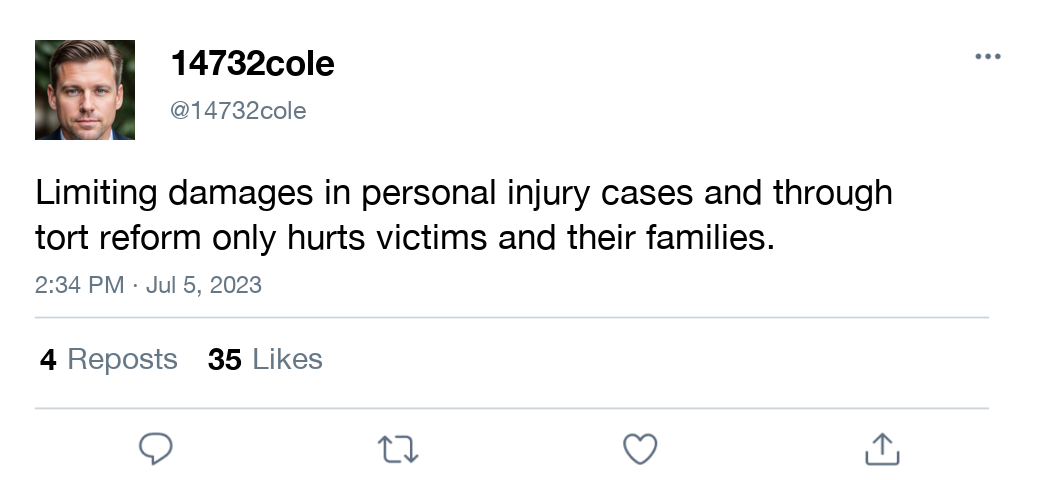 14732cole
@14732cole
Limiting damages in personal injury cases and through
tort reform only hurts victims and their families.
2:34 PM · Jul 5, 2023
4 Reposts 35 Likes